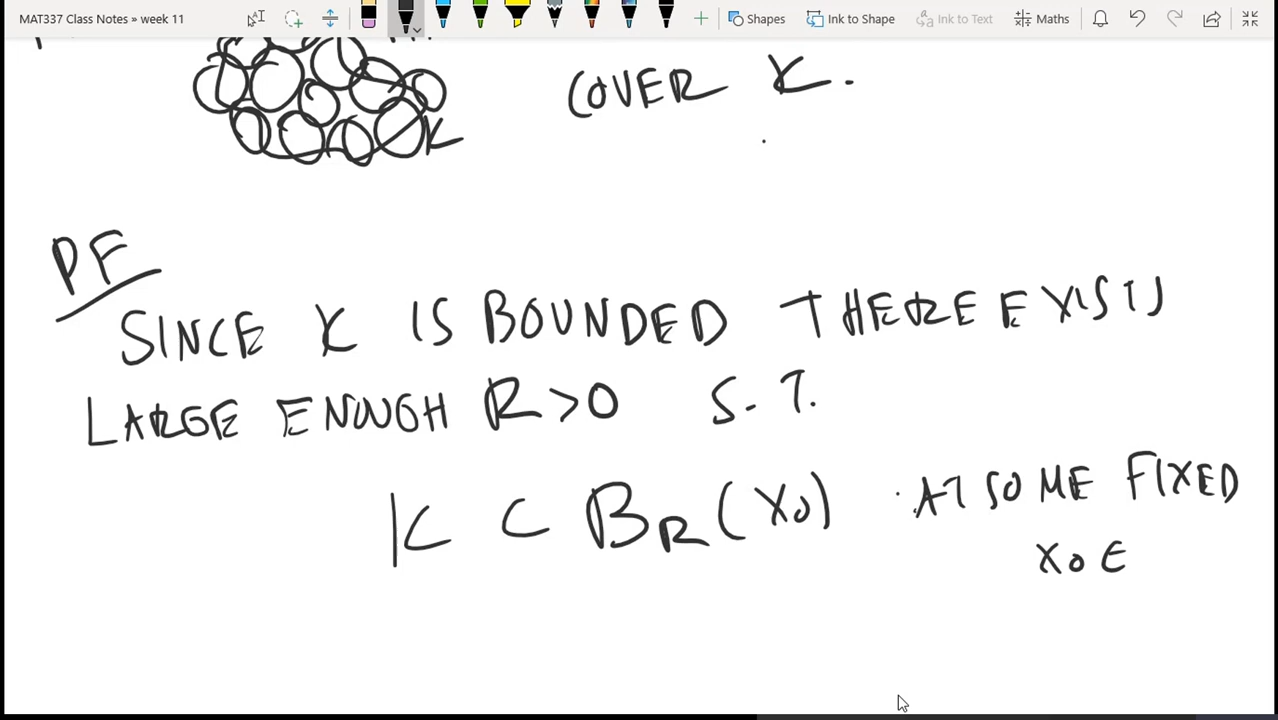 MAT337 Class Notes » week 11
Shapes
Ink to Shape
Ink to Text
Maths
COVER K.
K
PF
SINCE K IS BOUNDED THERE EXISTS
LARGE ENOUGH R>0 S.T.
K ⊂ B_R(x₀) AT SOME FIXED
x₀ ∈